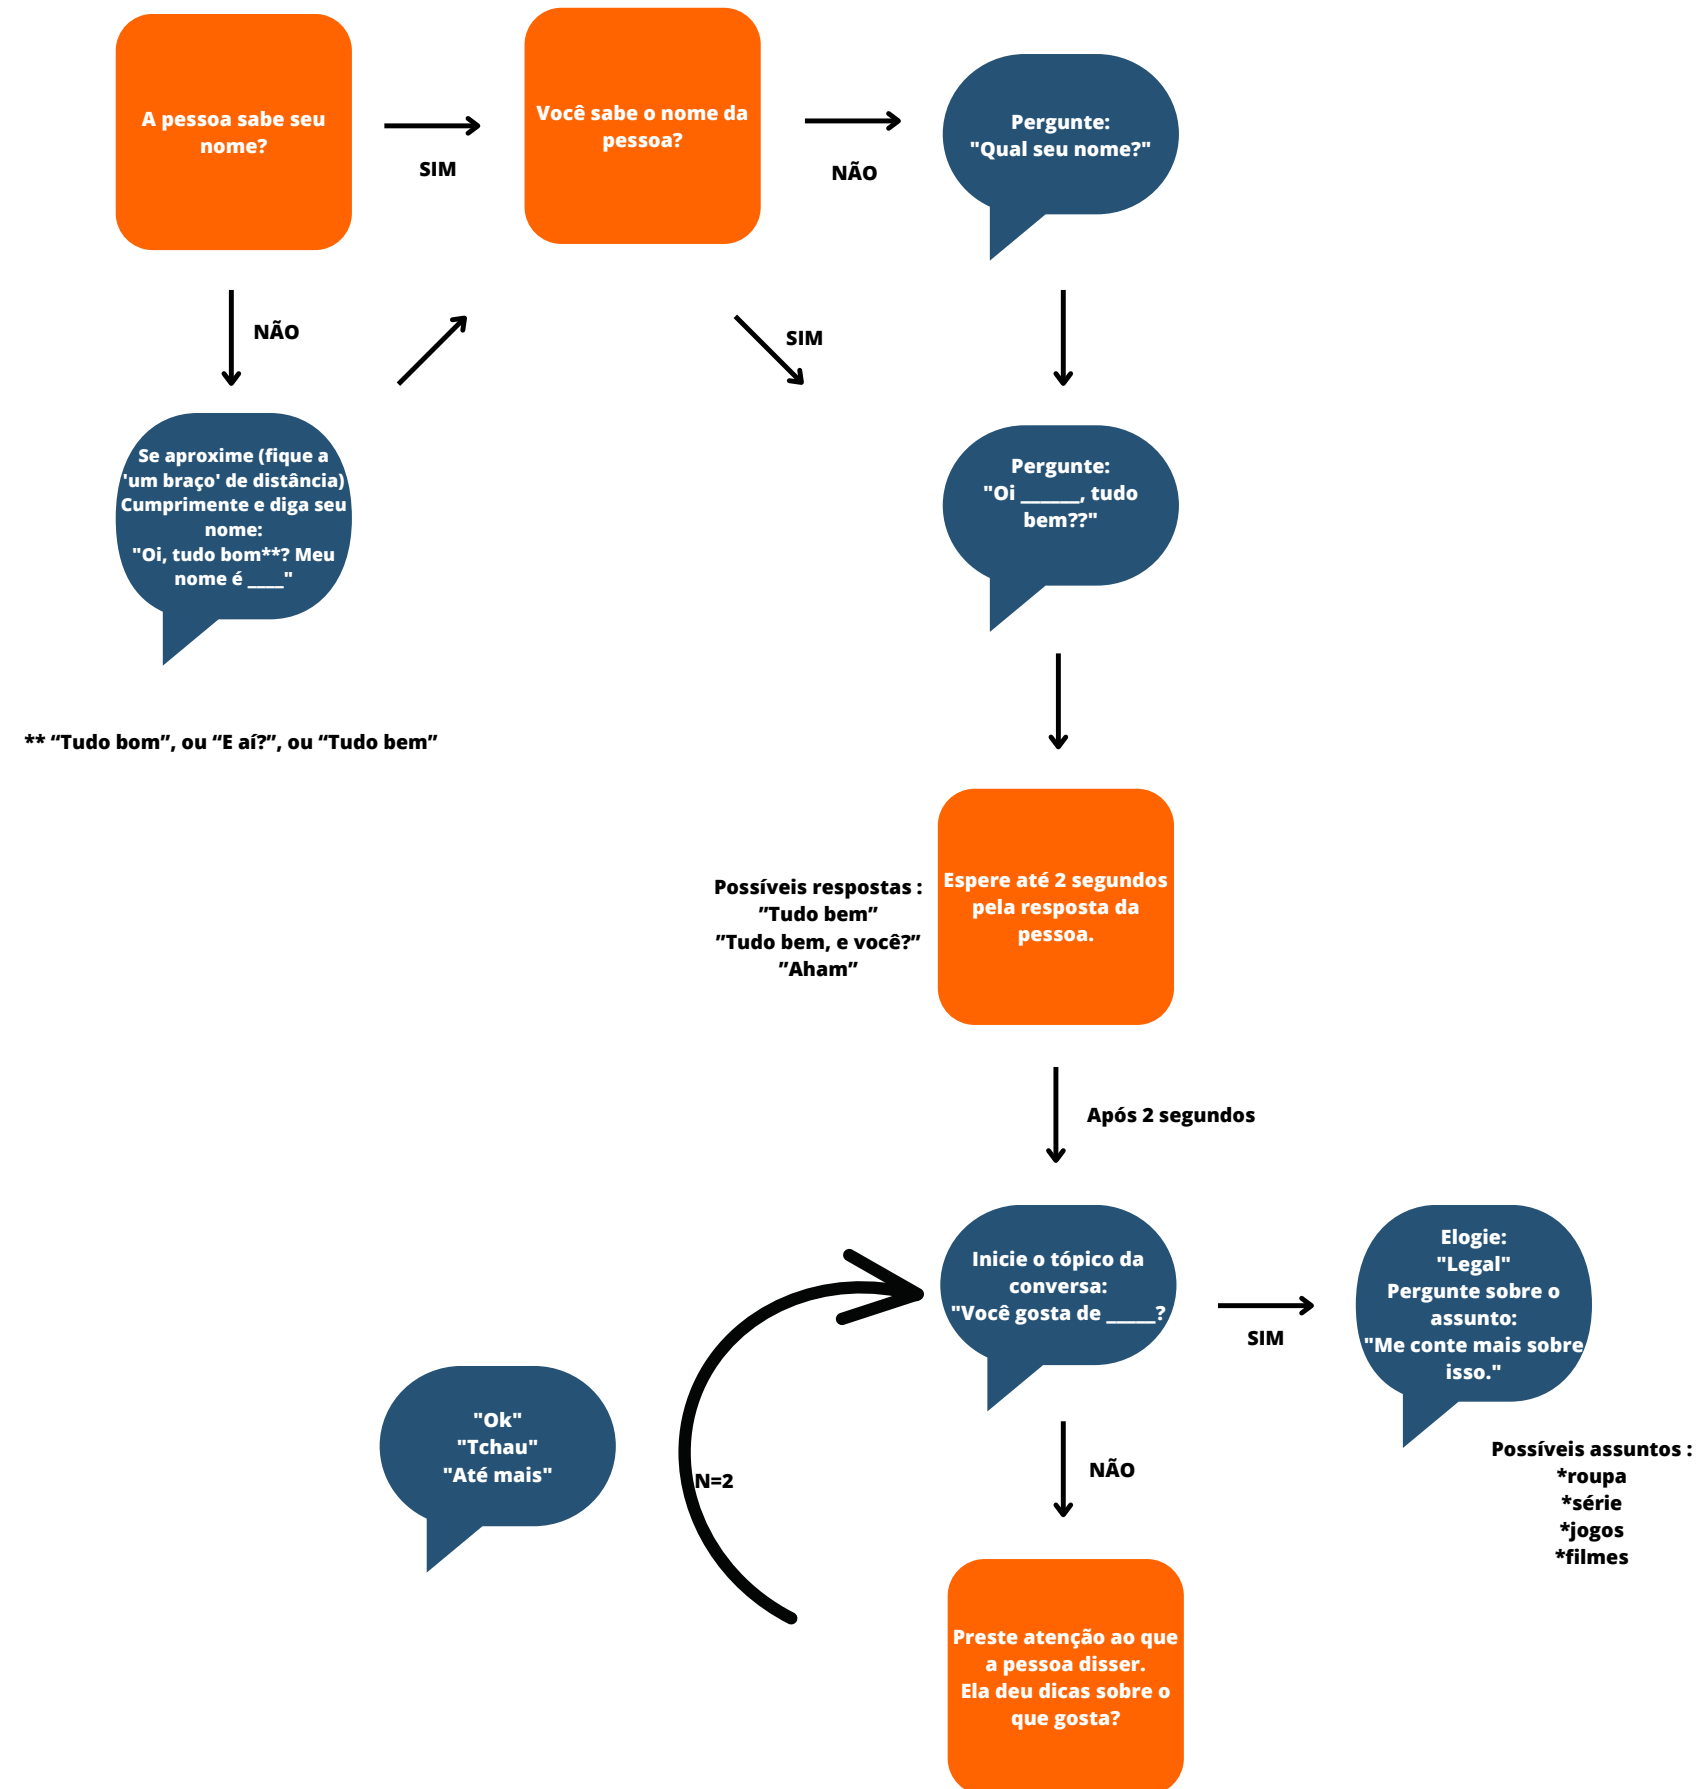 A pessoa sabe seu
nome?
SIM
Você sabe o nome da
pessoa?
NÃO
Pergunte:
"Qual seu nome?"
NÃO
SIM
Se aproxime (fique a
'um braço' de distância)
Cumprimente e diga seu
nome:
"Oi, tudo bom**? Meu
nome é ____"
Pergunte:
"Oi ______, tudo
bem??"
** “Tudo bom”, ou “E aí?”, ou “Tudo bem”
Possíveis respostas :
”Tudo bem”
”Tudo bem, e você?”
”Aham”
Espere até 2 segundos
pela resposta da
pessoa.
Após 2 segundos
Inicie o tópico da
conversa:
"Você gosta de _____?
SIM
Elogie:
"Legal"
Pergunte sobre o
assunto:
"Me conte mais sobre
isso."
"Ok"
"Tchau"
"Até mais"
N=2
NÃO
Possíveis assuntos :
*roupa
*série
*jogos
*filmes
Preste atenção ao que
a pessoa disser.
Ela deu dicas sobre o
que gosta?